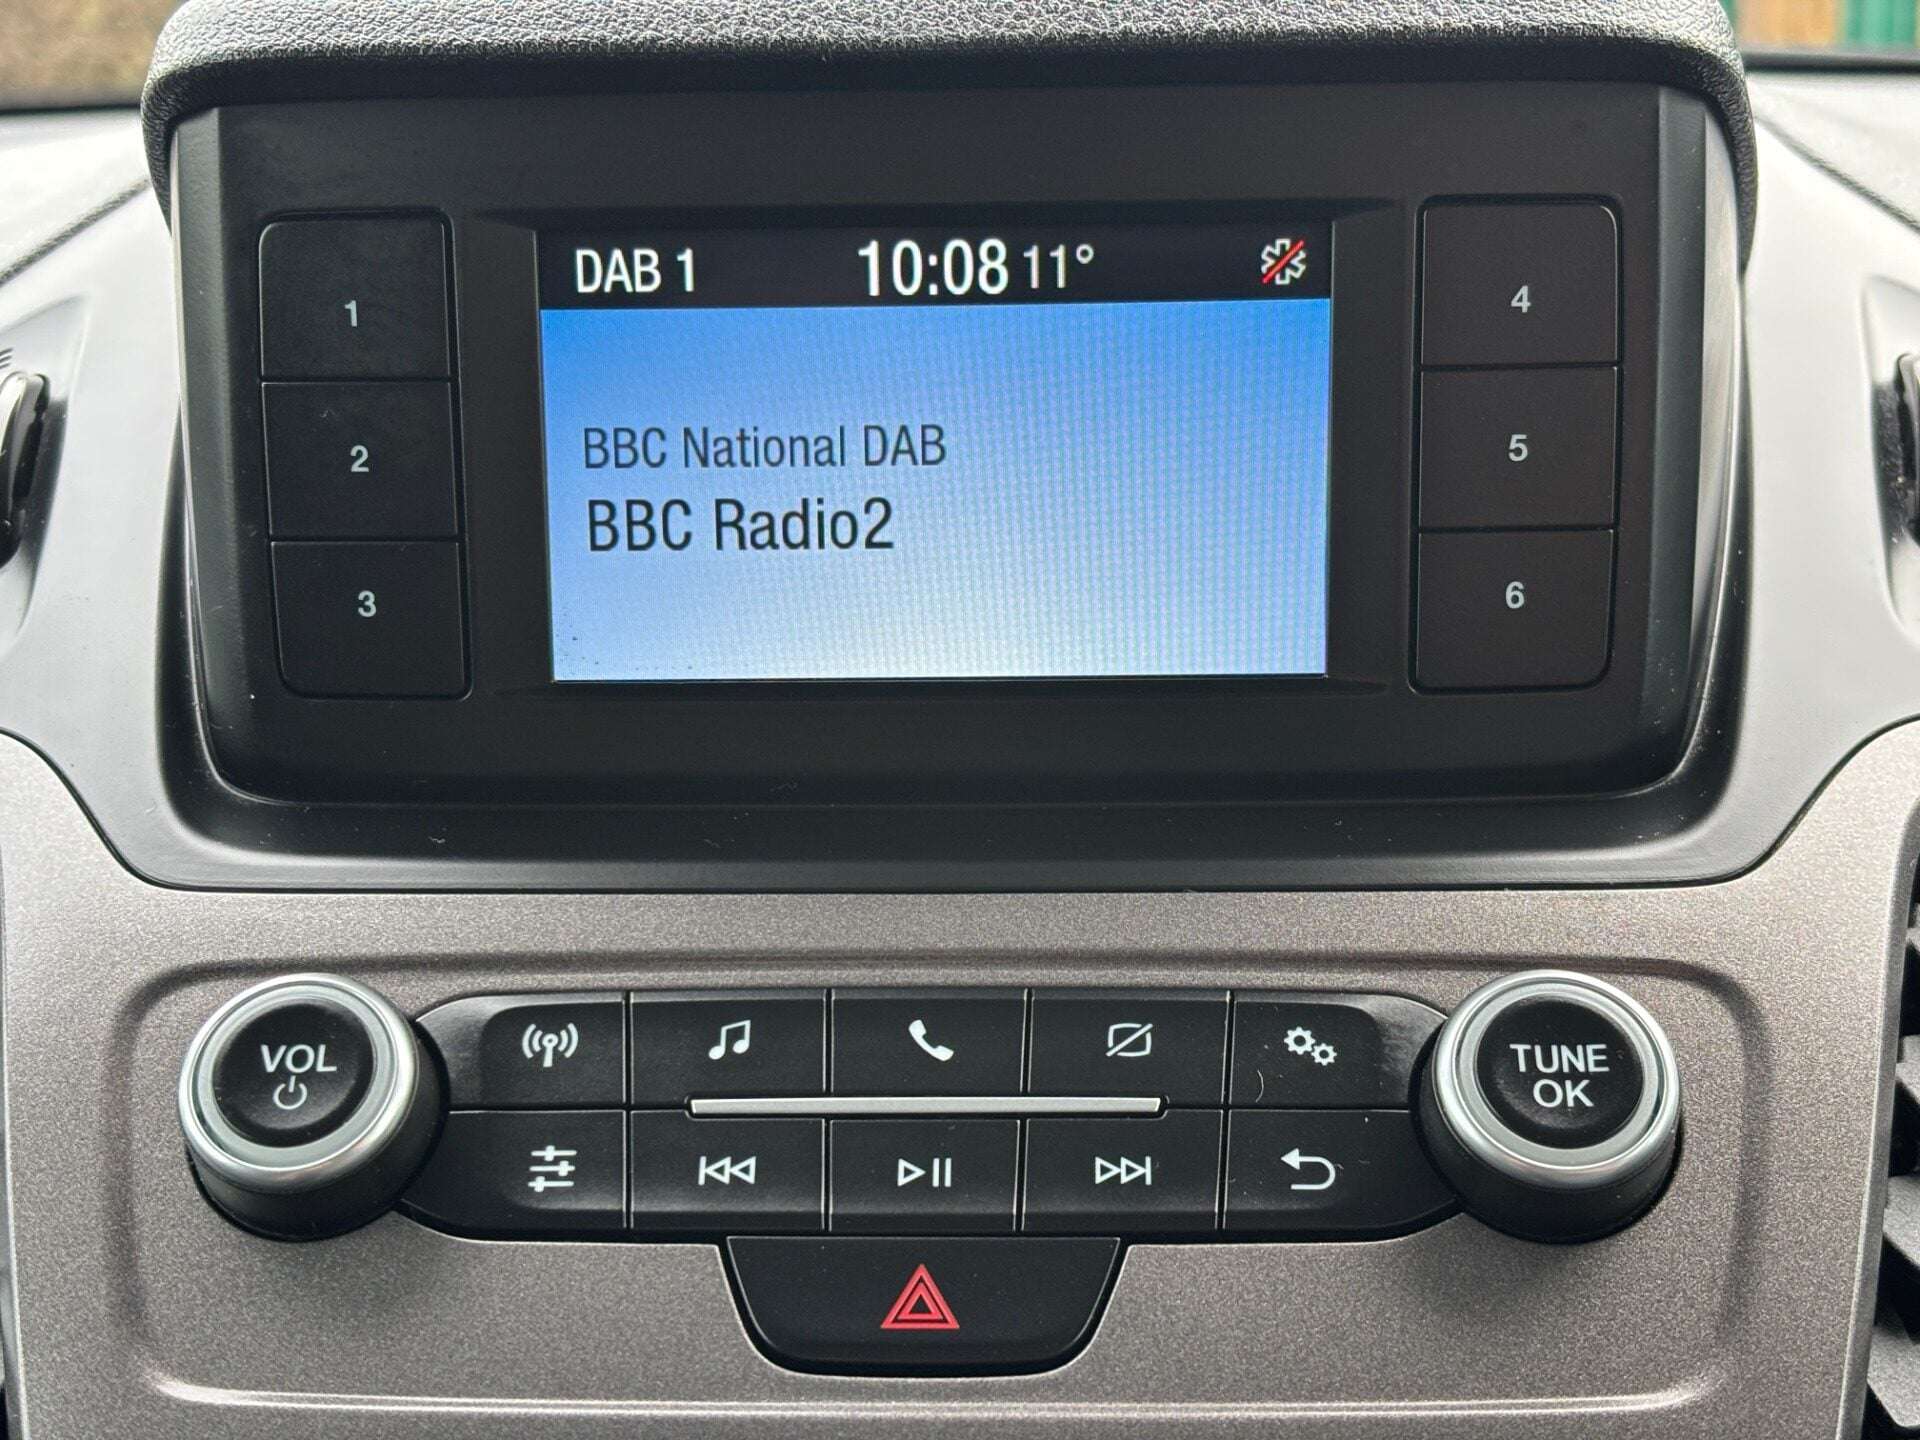 DAB 1 10:08 11°
BBC National DAB
BBC Radio2
1
2
3
4
5
6
VOL
TUNE
OK